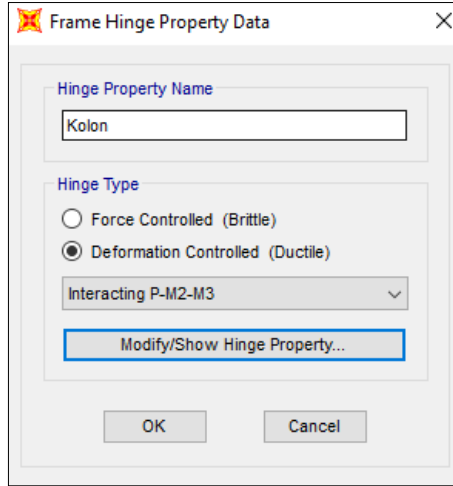 Frame Hinge Property Data
Hinge Property Name
Kolon
Hinge Type
Force Controlled (Brittle)
Deformation Controlled (Ductile)
Interacting P-M2-M3
Modify/Show Hinge Property...
OK Cancel